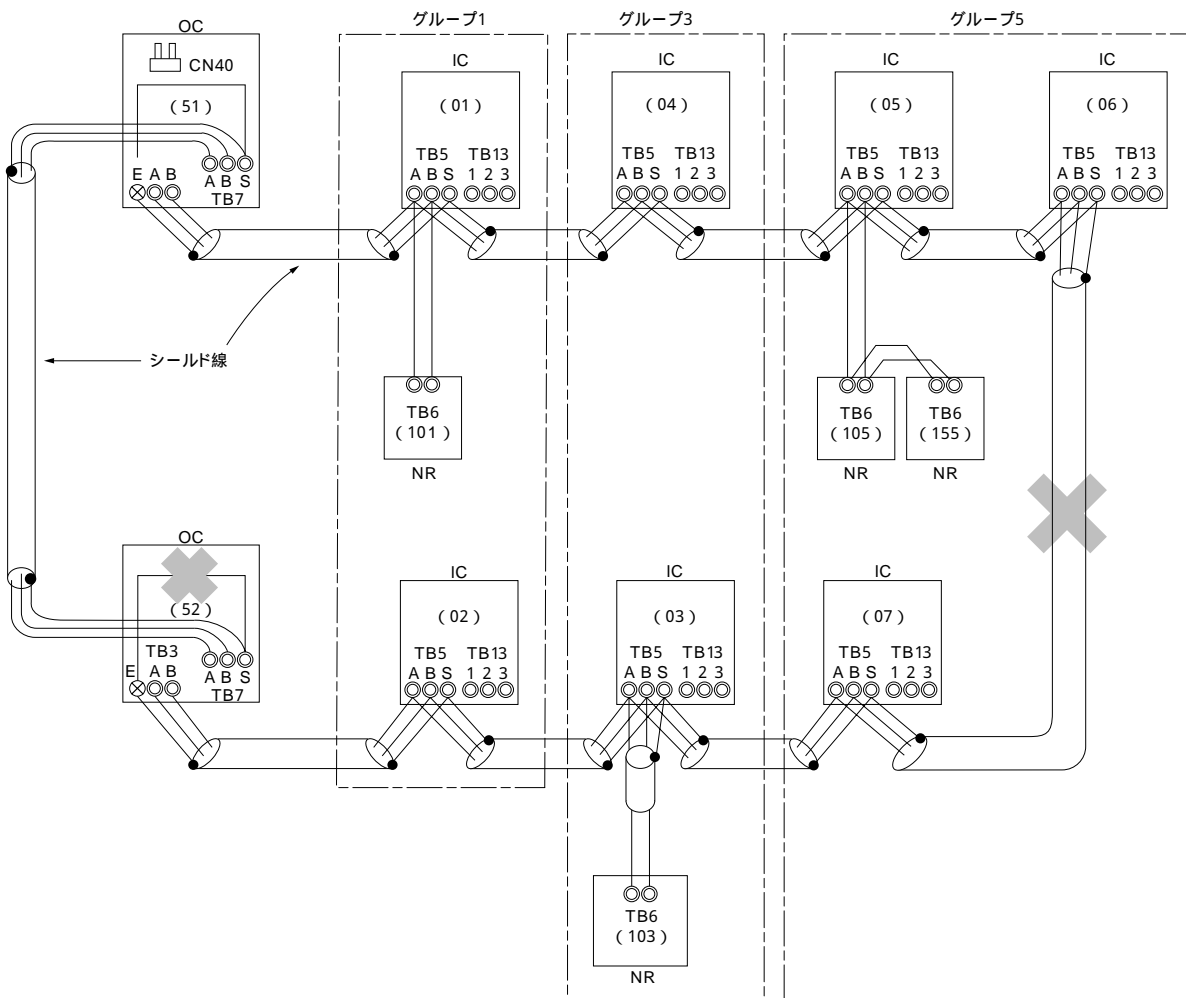 グループ1
グループ3
グループ5
OC
CN40
(51)
E A B
A B S
TB7
IC
(01)
TB5 TB13
A B S 1 2 3
IC
(04)
TB5 TB13
A B S 1 2 3
IC
(05)
TB5 TB13
A B S 1 2 3
IC
(06)
TB5 TB13
A B S 1 2 3
シールド線
TB6
(101)
NR
TB6
(105)
NR
TB6
(155)
NR
OC
(52)
TB3
E A B
A B S
TB7
IC
(02)
TB5 TB13
A B S 1 2 3
IC
(03)
TB5 TB13
A B S 1 2 3
IC
(07)
TB5 TB13
A B S 1 2 3
TB6
(103)
NR